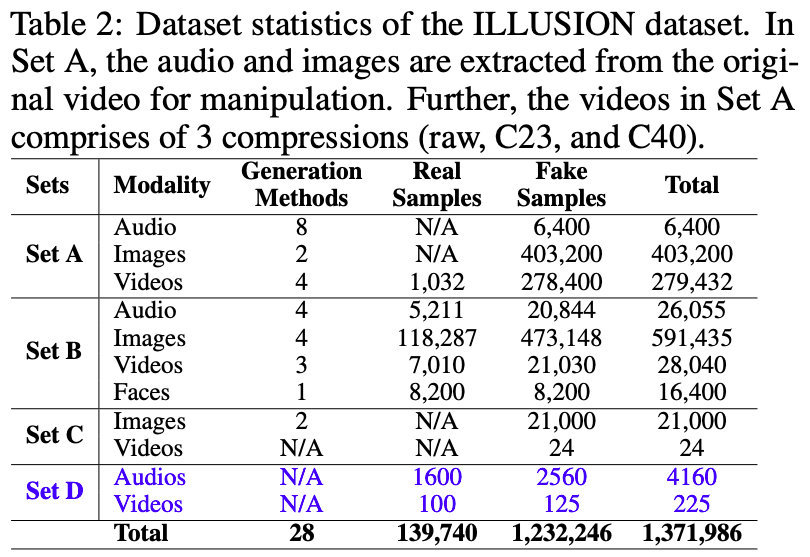 Table 2: Dataset statistics of the ILLUSION dataset. In
Set A, the audio and images are extracted from the origi-
nal video for manipulation. Further, the videos in Set A
comprises of 3 compressions (raw, C23, and C40).
Sets Modality Generation Methods Real Samples Fake Samples Total
Set A Audio 8 N/A 6,400 6,400
Images 2 N/A 403,200 403,200
Videos 4 1,032 278,400 279,432
Set B Audio 4 5,211 20,844 26,055
Images 4 118,287 473,148 591,435
Videos 3 7,010 21,030 28,040
Faces 1 8,200 8,200 16,400
Set C Images 2 N/A 21,000 21,000
Videos N/A N/A 24 24
Set D Audios N/A 1600 2560 4160
Videos N/A 100 125 225
Total 28 139,740 1,232,246 1,371,986